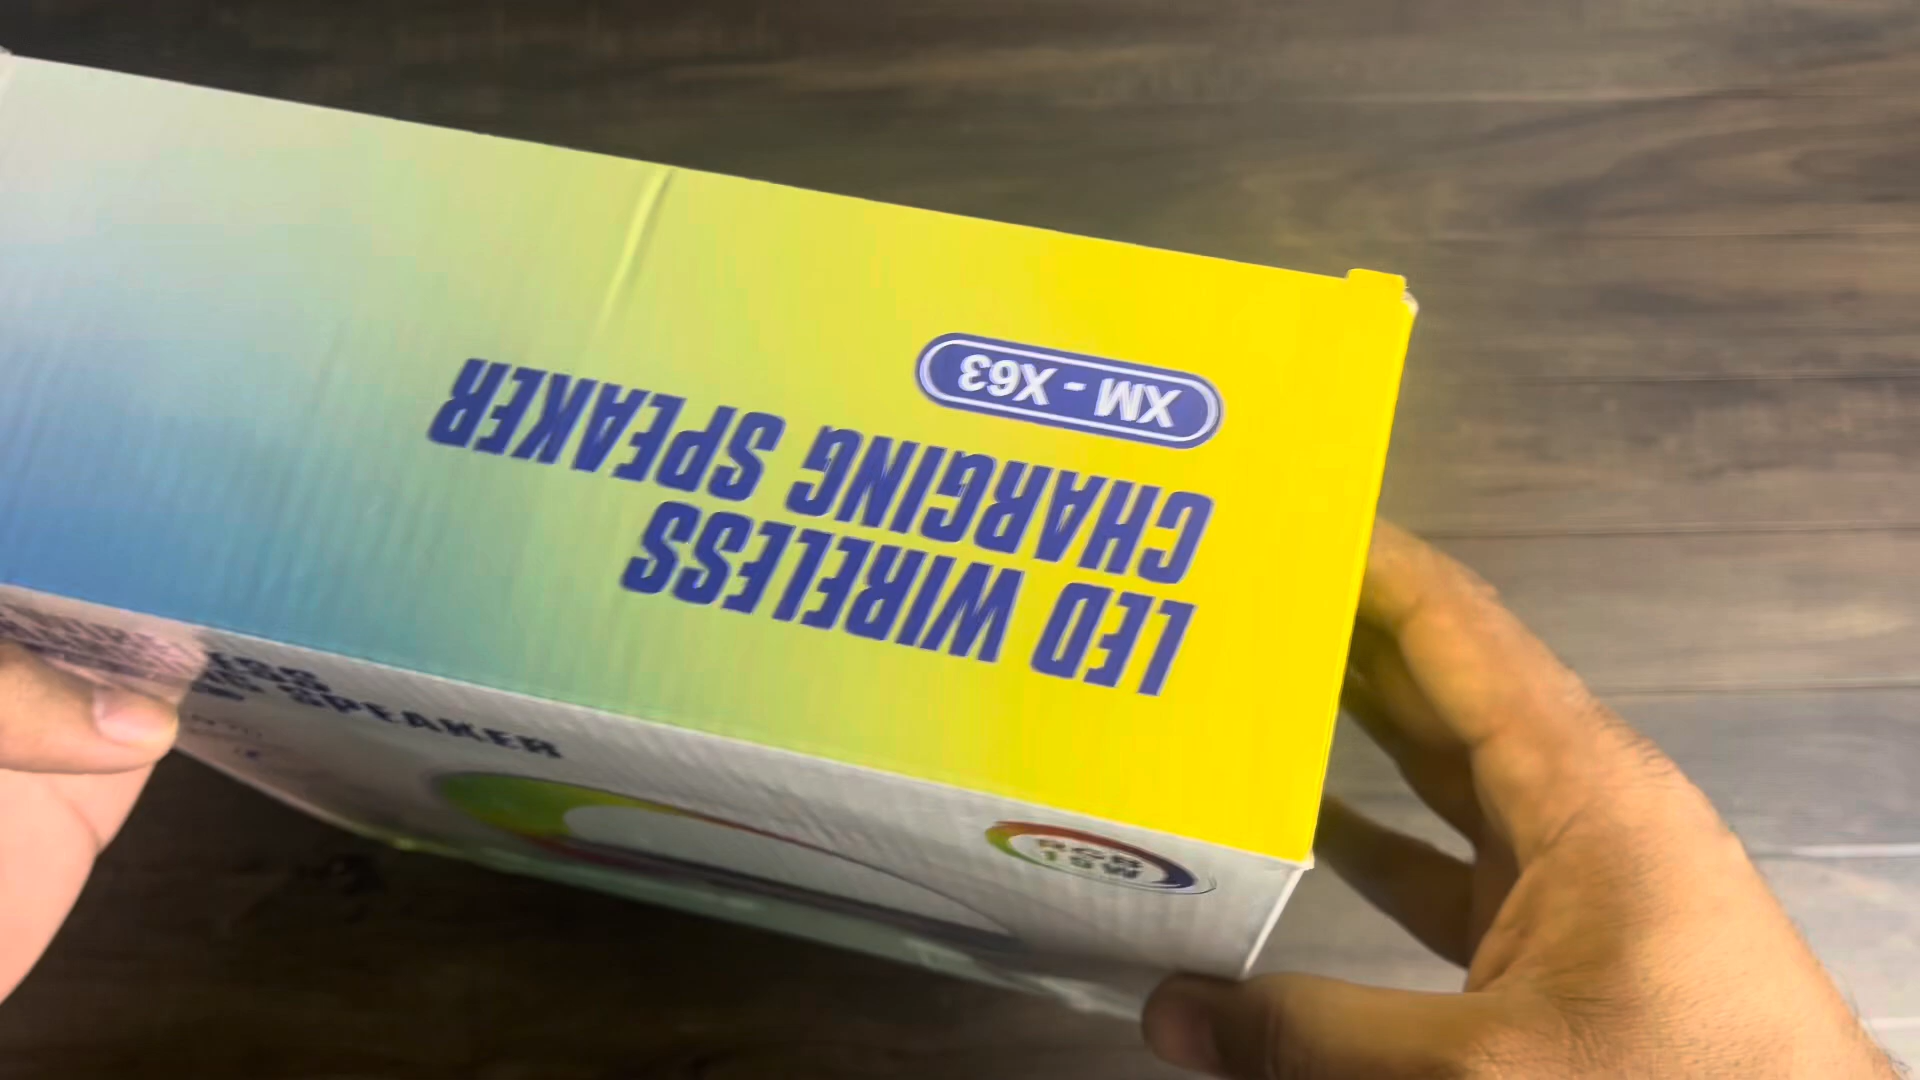 LED WIRELESS
CHARGING SPEAKER
XM - X63
SPEAKER
RGB
15W